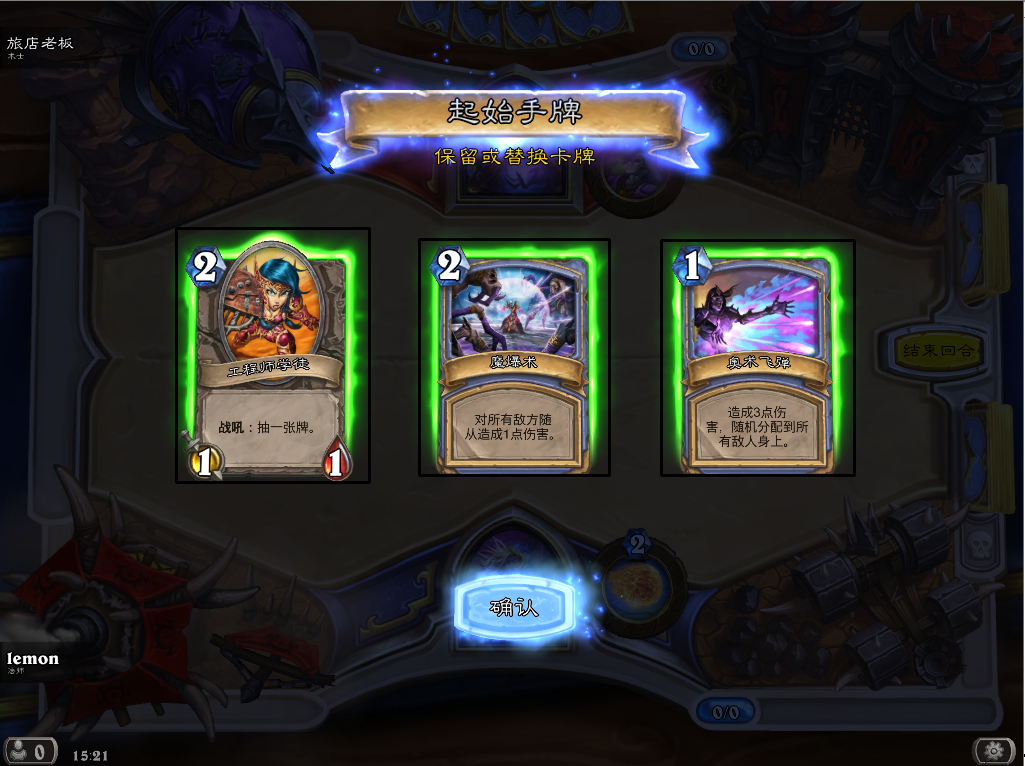 旅店老板
术士
0/0
起始手牌
保留或替换卡牌
2
工程师学徒
战吼：抽一张牌。
1
1
2
魔爆术
对所有敌方随
从造成1点伤害。
1
奥术飞弹
造成3点伤
害，随机分配到所
有敌人身上。
结束回合
2
确认
lemon
法师
0/0
0
15:21